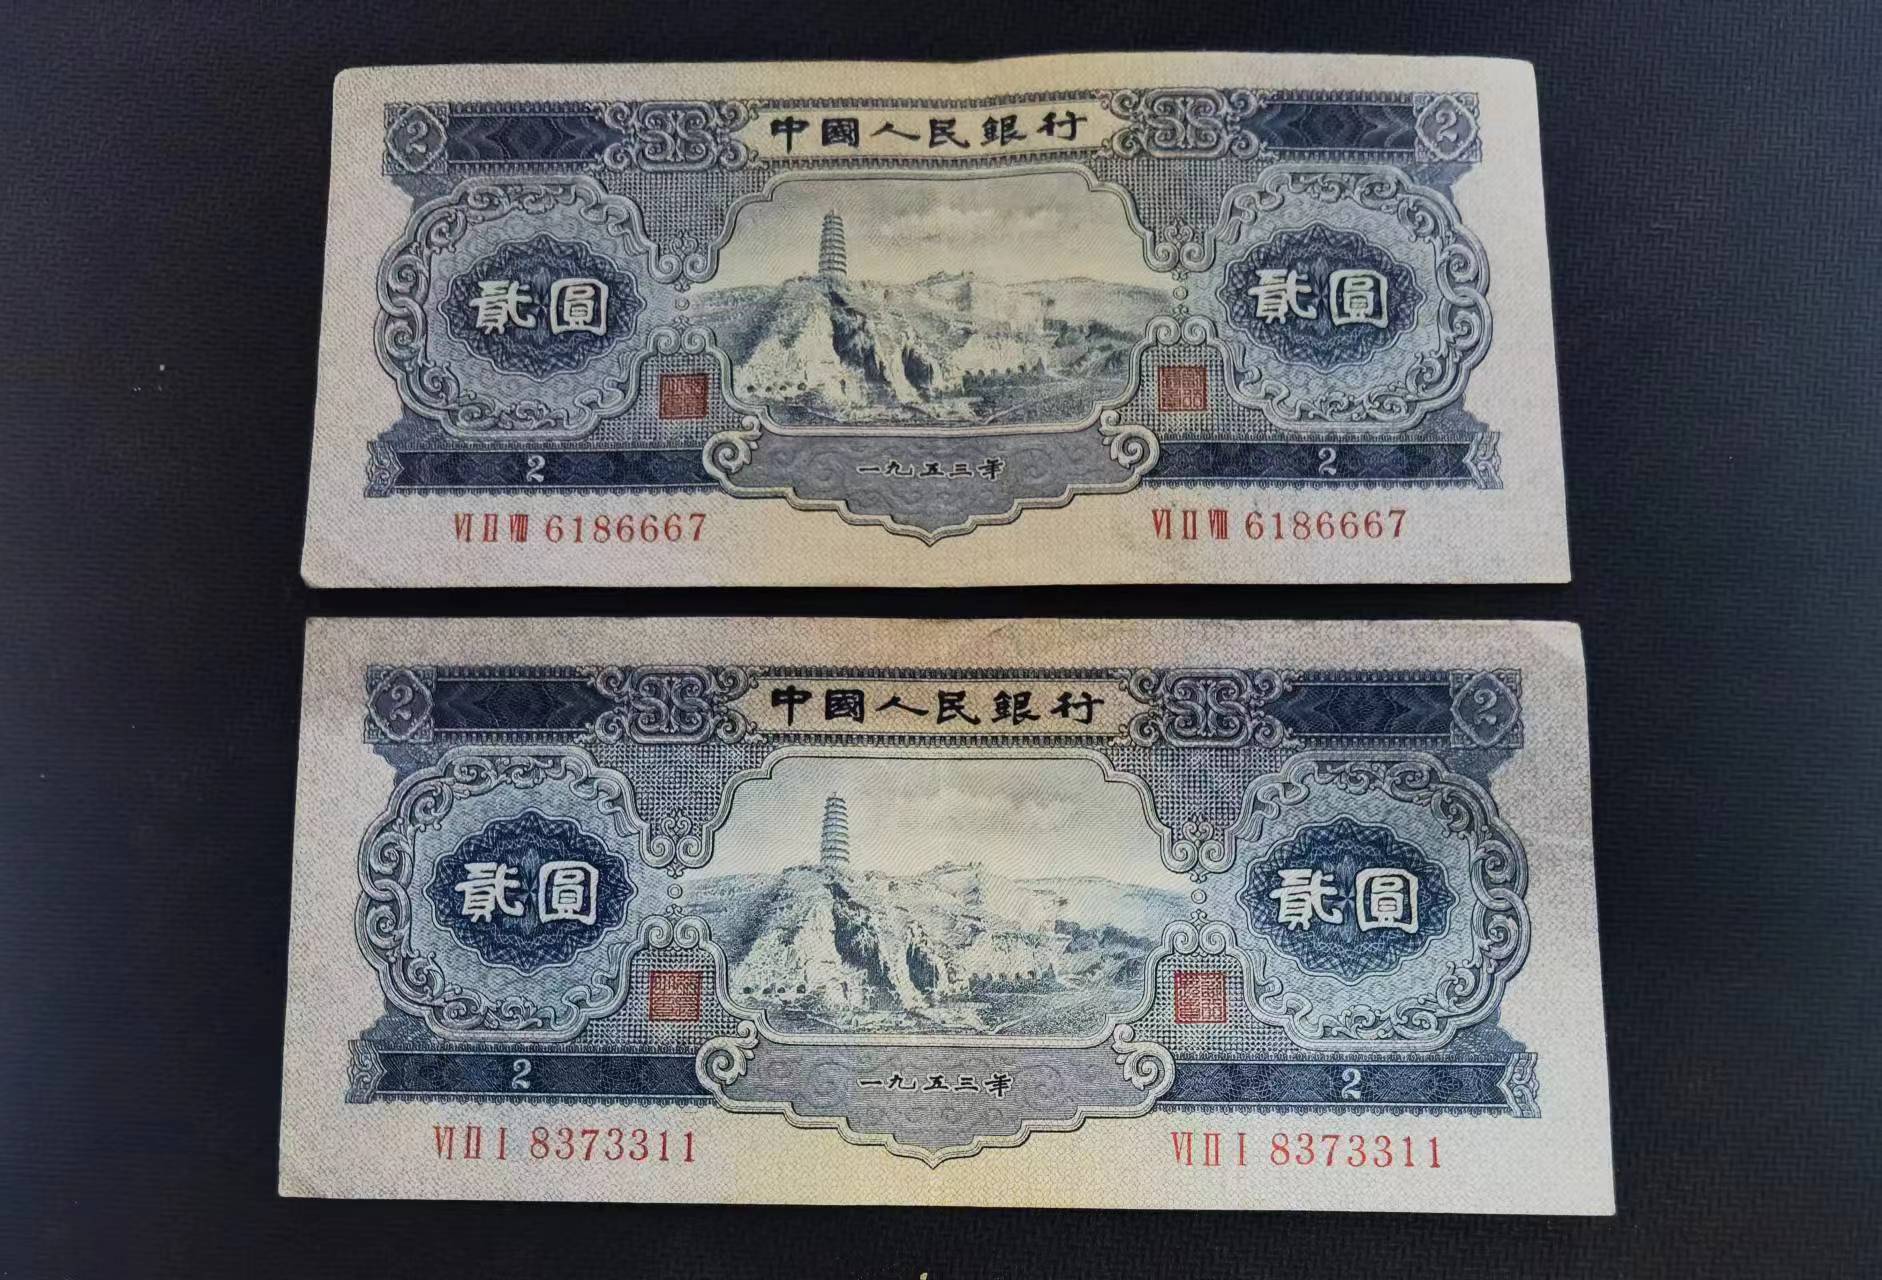 2 中國人民銀行 2
貳圓 貳圓
2 一九五三年 2
VI II VIII 6186667 VI II VIII 6186667
2 中國人民銀行 2
貳圓 貳圓
2 一九五三年 2
VI II I 8373311 VI II I 8373311